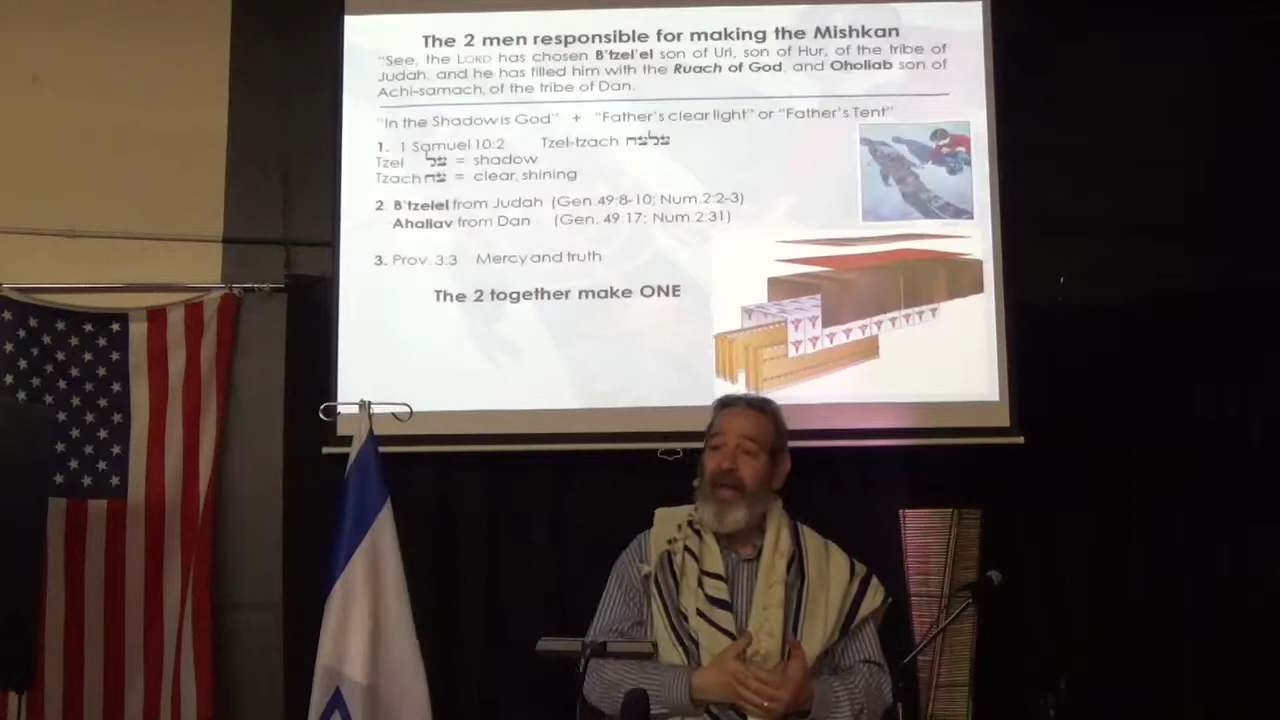 The 2 men responsible for making the Mishkan
"See, the LORD has chosen B'tzel'el son of Uri, son of Hur, of the tribe of
Judah, and he has filled him with the Ruach of God, and Oholiab son of
Achi-samach, of the tribe of Dan.
"In the Shadow is God" + "Father's clear light" or "Father's Tent"
1. 1 Samuel 10:2 Tzel-tzach צלצח
Tzel צל = shadow
Tzach צח = clear, shining
2. B'tzelel from Judah (Gen. 49:8-10; Num.2:2-3)
Ahaliav from Dan (Gen. 49:17; Num.2:31)
3. Prov. 3:3 Mercy and truth
The 2 together make ONE